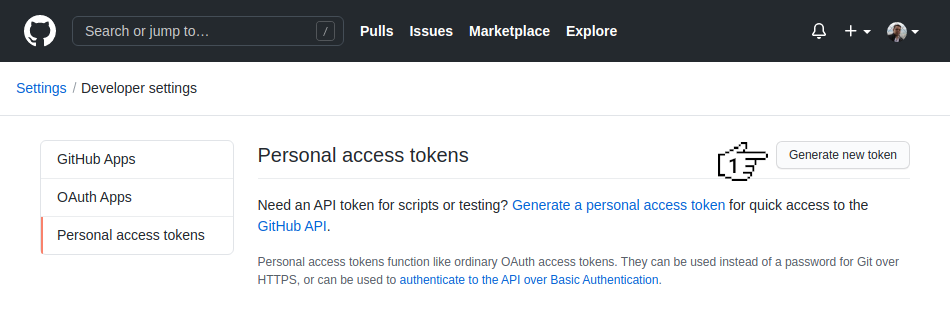 Search or jump to… / Pulls Issues Marketplace Explore
Settings / Developer settings
GitHub Apps
OAuth Apps
Personal access tokens
Personal access tokens
1
Generate new token
Need an API token for scripts or testing? Generate a personal access token for quick access to the
GitHub API.
Personal access tokens function like ordinary OAuth access tokens. They can be used instead of a password for Git over
HTTPS, or can be used to authenticate to the API over Basic Authentication.